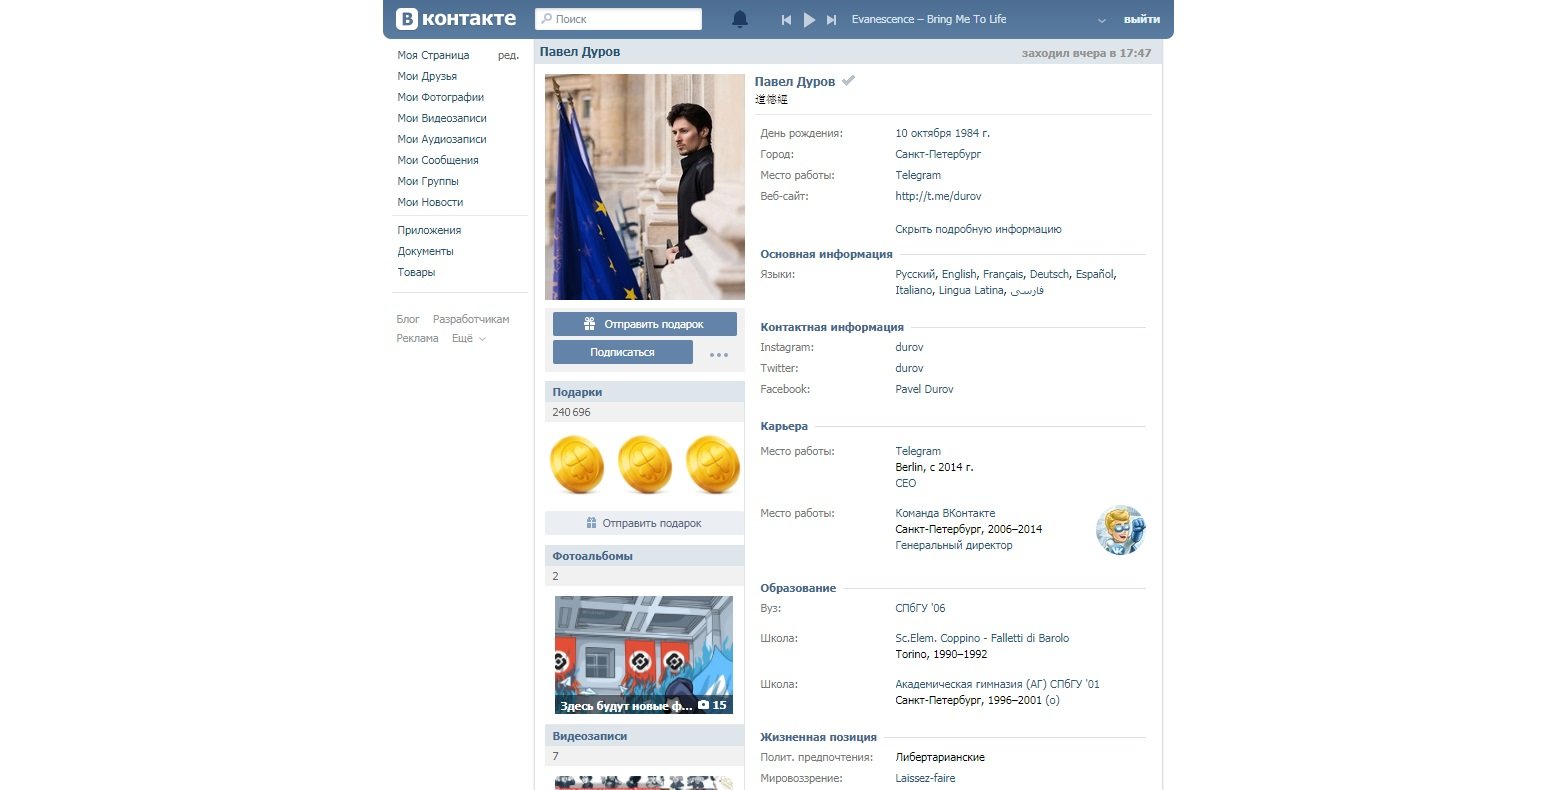 В контакте
Поиск
Evanescence – Bring Me To Life
выйти
Моя Страница
ред.
Мои Друзья
Мои Фотографии
Мои Видеозаписи
Мои Аудиозаписи
Мои Сообщения
Мои Группы
Мои Новости
Приложения
Документы
Товары
Блог Разработчикам
Реклама Ещё
Павел Дуров
заходил вчера в 17:47
Отправить подарок
Подписаться
Подарки
240 696
Отправить подарок
Фотоальбомы
2
Здесь будут новые ф... 15
Видеозаписи
7
Павел Дуров
道德經
День рождения: 10 октября 1984 г.
Город: Санкт-Петербург
Место работы: Telegram
Веб-сайт: http://t.me/durov
Скрыть подробную информацию
Основная информация
Языки: Русский, English, Français, Deutsch, Español,
Italiano, Lingua Latina, فارسی
Контактная информация
Instagram: durov
Twitter: durov
Facebook: Pavel Durov
Карьера
Место работы: Telegram
Berlin, с 2014 г.
CEO
Место работы: Команда ВКонтакте
Санкт-Петербург, 2006–2014
Генеральный директор
Образование
Вуз: СПбГУ '06
Школа: Sc.Elem. Coppino - Falletti di Barolo
Torino, 1990–1992
Школа: Академическая гимназия (АГ) СПбГУ '01
Санкт-Петербург, 1996–2001 (о)
Жизненная позиция
Полит. предпочтения: Либертарианские
Мировоззрение: Laissez-faire